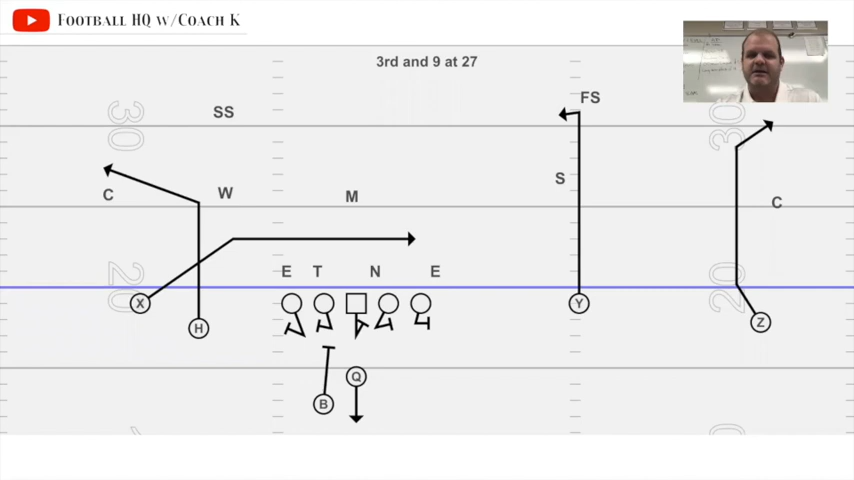 FOOTBALL HQ W/COACH K
3rd and 9 at 27
FS
SS
30
30
S
C
W
M
C
E
T
N
E
20
20
X
Y
H
Z
Q
B